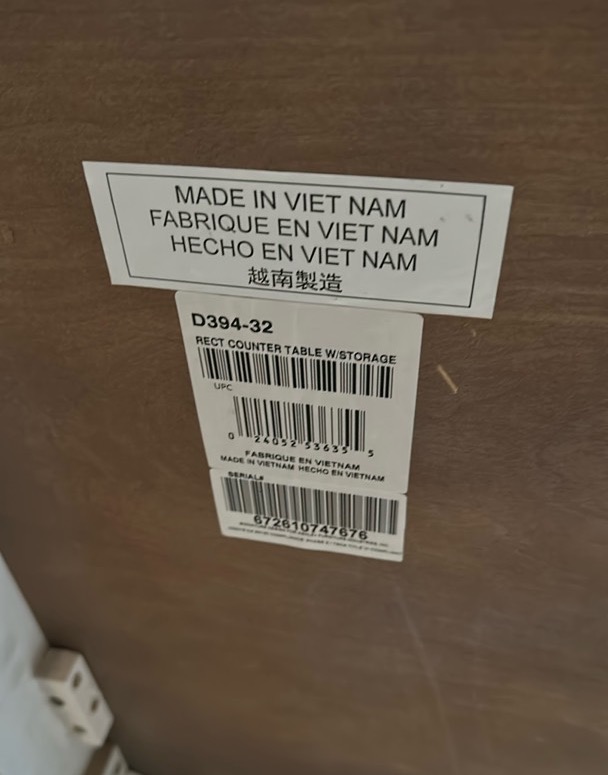 MADE IN VIET NAM
FABRIQUE EN VIET NAM
HECHO EN VIET NAM
越南製造
D394-32
RECT COUNTER TABLE W/STORAGE
UPC
0 24052 53635 5
FABRIQUE EN VIETNAM
MADE IN VIETNAM HECHO EN VIETNAM
SERIAL#
672610747676